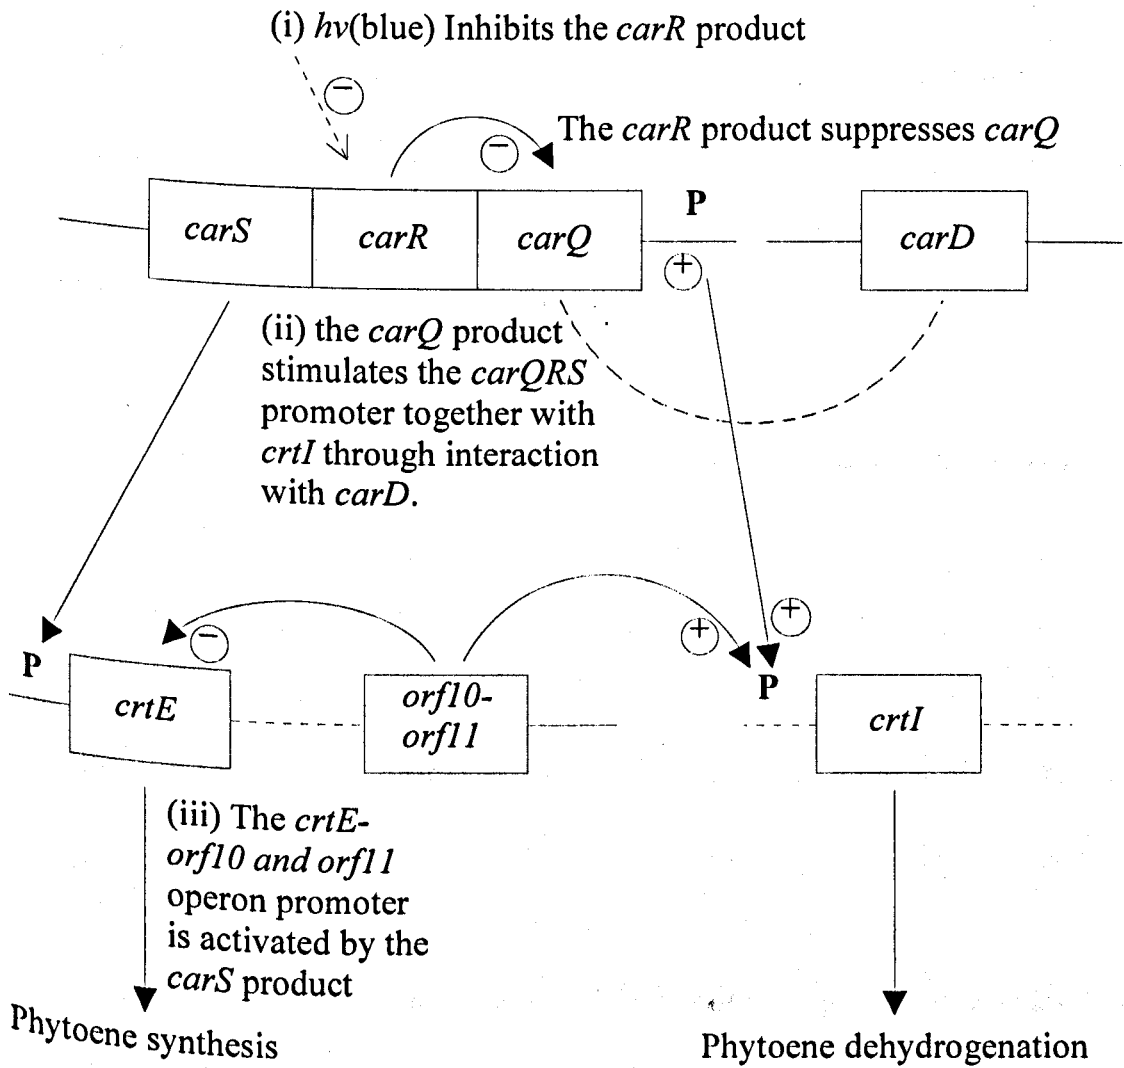 (i) hv(blue) Inhibits the carR product
−
−
The carR product suppresses carQ
carS
carR
carQ
P
+
carD
(ii) the carQ product
stimulates the carQRS
promoter together with
crtI through interaction
with carD.
P
−
+
+
P
crtE
orf10-
orf11
crtI
(iii) The crtE-
orf10 and orf11
operon promoter
is activated by the
carS product
Phytoene synthesis
Phytoene dehydrogenation